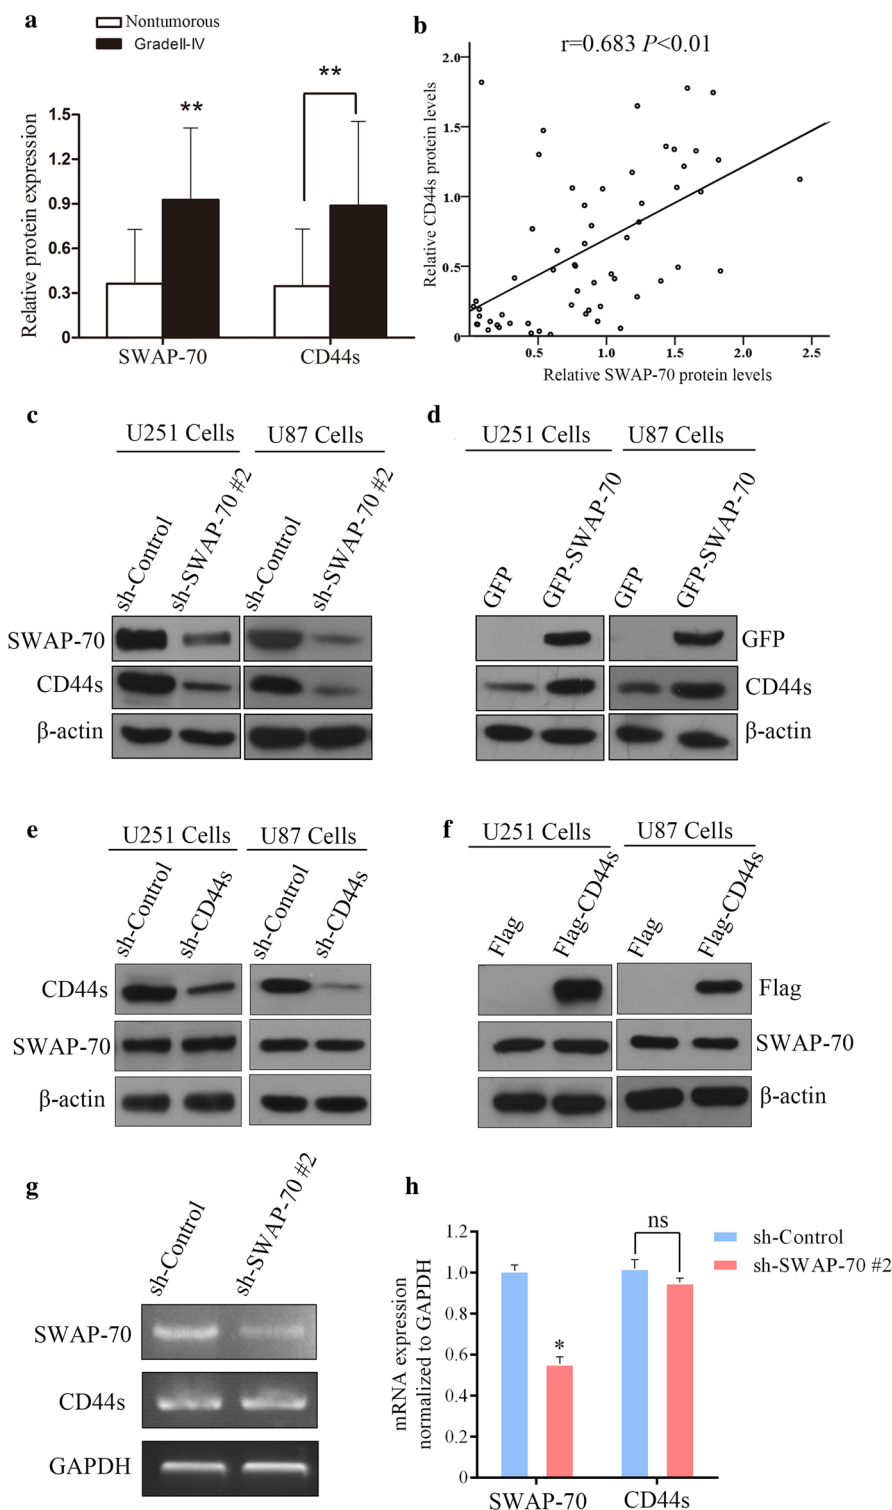 a
Nontumorous
GradeII-IV
Relative protein expression
1.5
1.2
0.9
0.6
0.3
0
**
**
SWAP-70
CD44s
b
r=0.683 P<0.01
Relative CD44s protein levels
2.0
1.5
1.0
0.5
0
0.5
1.0
1.5
2.0
2.5
Relative SWAP-70 protein levels
c
U251 Cells
U87 Cells
sh-Control
sh-SWAP-70 #2
sh-Control
sh-SWAP-70 #2
SWAP-70
CD44s
β-actin
d
U251 Cells
U87 Cells
GFP
GFP-SWAP-70
GFP
GFP-SWAP-70
GFP
CD44s
β-actin
e
U251 Cells
U87 Cells
sh-Control
sh-CD44s
sh-Control
sh-CD44s
CD44s
SWAP-70
β-actin
f
U251 Cells
U87 Cells
Flag
Flag-CD44s
Flag
Flag-CD44s
Flag
SWAP-70
β-actin
g
sh-Control
sh-SWAP-70 #2
SWAP-70
CD44s
GAPDH
h
mRNA expression
normalized to GAPDH
1.2
1.0
0.8
0.6
0.4
0.2
0
*
ns
SWAP-70
CD44s
sh-Control
sh-SWAP-70 #2